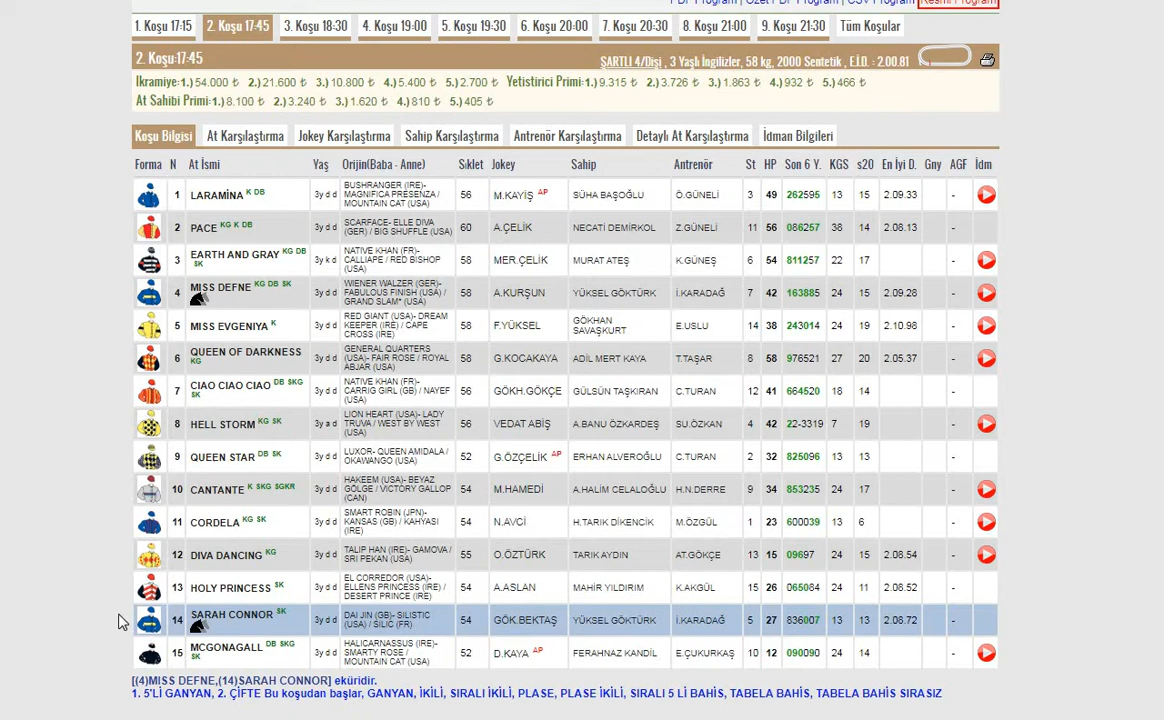 PDF Program | Özet PDF Program | CSV Program | Resmi Program
1. Koşu 17:15 2. Koşu 17:45 3. Koşu 18:30 4. Koşu 19:00 5. Koşu 19:30 6. Koşu 20:00 7. Koşu 20:30 8. Koşu 21:00 9. Koşu 21:30 Tüm Koşular
2. Koşu:17:45 ŞARTLI 4/Dişi , 3 Yaşlı İngilizler, 58 kg, 2000 Sentetik , E.İ.D. : 2.00.81
Ikramiye:1.) 54.000 ₺ 2.) 21.600 ₺ 3.) 10.800 ₺ 4.) 5.400 ₺ 5.) 2.700 ₺ Yetistirici Primi:1.) 9.315 ₺ 2.) 3.726 ₺ 3.) 1.863 ₺ 4.) 932 ₺ 5.) 466 ₺
At Sahibi Primi:1.) 8.100 ₺ 2.) 3.240 ₺ 3.) 1.620 ₺ 4.) 810 ₺ 5.) 405 ₺
Koşu Bilgisi At Karşılaştırma Jokey Karşılaştırma Sahip Karşılaştırma Antrenör Karşılaştırma Detaylı At Karşılaştırma İdman Bilgileri
Forma N At İsmi Yaş Orijin(Baba - Anne) Sıklet Jokey Sahip Antrenör St HP Son 6 Y. KGS s20 En İyi D. Gny AGF İdm
1 LARAMİNA K DB 3y d d BUSHRANGER (IRE)- MAGNIFICA PRESENZA / MOUNTAIN CAT (USA) 56 M.KAYİŞ AP SÜHA BAŞOĞLU Ö.GÜNELİ 3 49 262595 13 15 2.09.33 -
2 PACE KG K DB 3y d d SCARFACE- ELLE DIVA (GER) / BIG SHUFFLE (USA) 60 A.ÇELİK NECATİ DEMİRKOL Z.GÜNELİ 11 56 086257 38 14 2.08.13 -
3 EARTH AND GRAY KG DB SK 3y k d NATIVE KHAN (FR)- CALLIAPE / RED BISHOP (USA) 58 MER.ÇELİK MURAT ATEŞ K.GÜNEŞ 6 54 811257 22 17 -
4 MISS DEFNE KG DB SK 3y d d WIENER WALZER (GER)- FABULOUS FINISH (USA) / GRAND SLAM* (USA) 58 A.KURŞUN YÜKSEL GÖKTÜRK İ.KARADAĞ 7 42 163885 24 15 2.09.28 -
5 MISS EVGENIYA K 3y d d RED GIANT (USA)- DREAM KEEPER (IRE) / CAPE CROSS (IRE) 58 F.YÜKSEL GÖKHAN SAVAŞKURT E.USLU 14 38 243014 24 19 2.10.98 -
6 QUEEN OF DARKNESS KG 3y d d GENERAL QUARTERS (USA)- FAIR ROSE / ROYAL ABJAR (USA) 58 G.KOCAKAYA ADİL MERT KAYA T.TAŞAR 8 58 976521 27 20 2.05.37 -
7 CIAO CIAO CIAO DB SKG SK 3y d d NATIVE KHAN (FR)- CARRIG GIRL (GB) / NAYEF (USA) 56 GÖKH.GÖKÇE GÜLSÜN TAŞKIRAN C.TURAN 12 41 664520 18 14 -
8 HELL STORM KG SK 3y a d LION HEART (USA)- LADY TRUVA / WEST BY WEST (USA) 56 VEDAT ABİŞ A.BANU ÖZKARDEŞ SU.ÖZKAN 4 42 22-3319 7 19 -
9 QUEEN STAR DB SK 3y d d LUXOR- QUEEN AMIDALA / OKAWANGO (USA) 52 G.ÖZÇELİK AP ERHAN ALVEROĞLU C.TURAN 2 32 825096 13 13 -
10 CANTANTE K SKG SGKR 3y d d HAKEEM (USA)- BEYAZ GÖLGE / VICTORY GALLOP (CAN) 54 M.HAMEDİ A.HALİM CELALOĞLU H.N.DERRE 9 34 853235 24 17 -
11 CORDELA KG SK 3y d d SMART ROBIN (JPN)- KANSAS (GB) / KAHYASI (IRE) 54 N.AVCİ H.TARIK DİKENCİK M.ÖZGÜL 1 23 600039 13 6 -
12 DIVA DANCING KG 3y d d TALIP HAN (IRE)- GAMOVA / SRI PEKAN (USA) 55 O.ÖZTÜRK TARIK AYDIN AT.GÖKÇE 13 15 09697 24 15 2.08.54 -
13 HOLY PRINCESS SK 3y d d EL CORREDOR (USA)- ELLENS PRINCESS (IRE) / DESERT PRINCE (IRE) 54 A.ASLAN MAHİR YILDIRIM K.AKGÜL 15 26 065084 24 11 2.08.52 -
14 SARAH CONNOR SK 3y d d DAI JIN (GB)- SILISTIC (USA) / SILIC (FR) 54 GÖK.BEKTAŞ YÜKSEL GÖKTÜRK İ.KARADAĞ 5 27 836007 13 13 2.08.72 -
15 MCGONAGALL DB SKG SK 3y d d HALICARNASSUS (IRE)- SMARTY ROSE / MOUNTAIN CAT (USA) 52 D.KAYA AP FERAHNAZ KANDİL E.ÇUKURKAŞ 10 12 090090 24 14 -
[(4)MISS DEFNE,(14)SARAH CONNOR] eküridir.
1. 5'Lİ GANYAN, 2. ÇİFTE Bu koşudan başlar, GANYAN, İKİLİ, SIRALI İKİLİ, PLASE, PLASE İKİLİ, SIRALI 5 Lİ BAHİS, TABELA BAHİS, TABELA BAHİS SIRASIZ